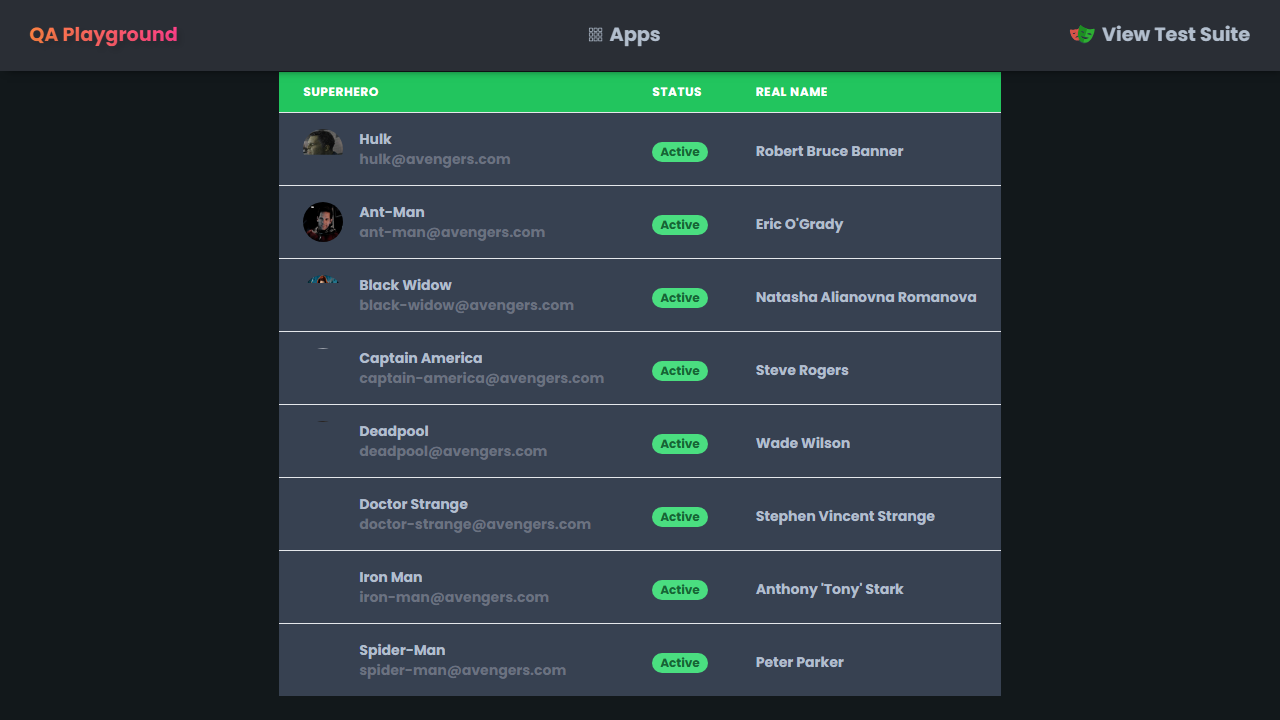 QA Playground
Apps
View Test Suite
SUPERHERO STATUS REAL NAME
Hulk
hulk@avengers.com
Active
Robert Bruce Banner
Ant-Man
ant-man@avengers.com
Active
Eric O'Grady
Black Widow
black-widow@avengers.com
Active
Natasha Alianovna Romanova
Captain America
captain-america@avengers.com
Active
Steve Rogers
Deadpool
deadpool@avengers.com
Active
Wade Wilson
Doctor Strange
doctor-strange@avengers.com
Active
Stephen Vincent Strange
Iron Man
iron-man@avengers.com
Active
Anthony 'Tony' Stark
Spider-Man
spider-man@avengers.com
Active
Peter Parker